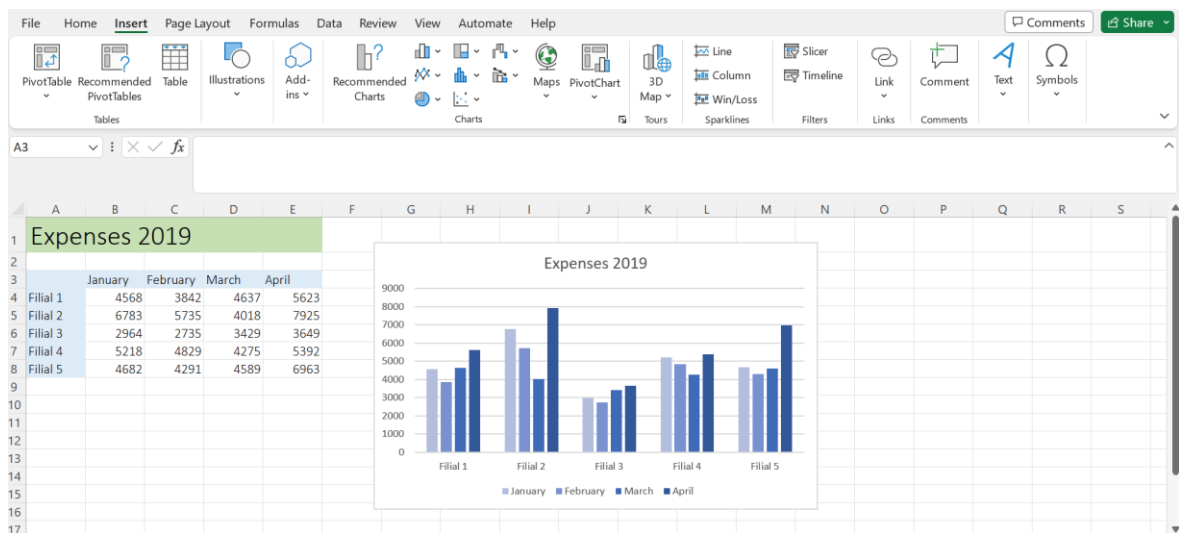 File Home Insert Page Layout Formulas Data Review View Automate Help Comments Share
PivotTable Recommended PivotTables Table Illustrations Add-ins Recommended Charts Maps PivotChart 3D Map Line Column Win/Loss Slicer Timeline Link Comment Text Symbols
Tables Charts Tours Sparklines Filters Links Comments
A3 fx
A B C D E F G H I J K L M N O P Q R S
1 Expenses 2019
2
3 January February March April
4 Filial 1 4568 3842 4637 5623
5 Filial 2 6783 5735 4018 7925
6 Filial 3 2964 2735 3429 3649
7 Filial 4 5218 4829 4275 5392
8 Filial 5 4682 4291 4589 6963
9
10
11
12
13
14
15
16
17
Expenses 2019
9000
8000
7000
6000
5000
4000
3000
2000
1000
0
Filial 1 Filial 2 Filial 3 Filial 4 Filial 5
January February March April